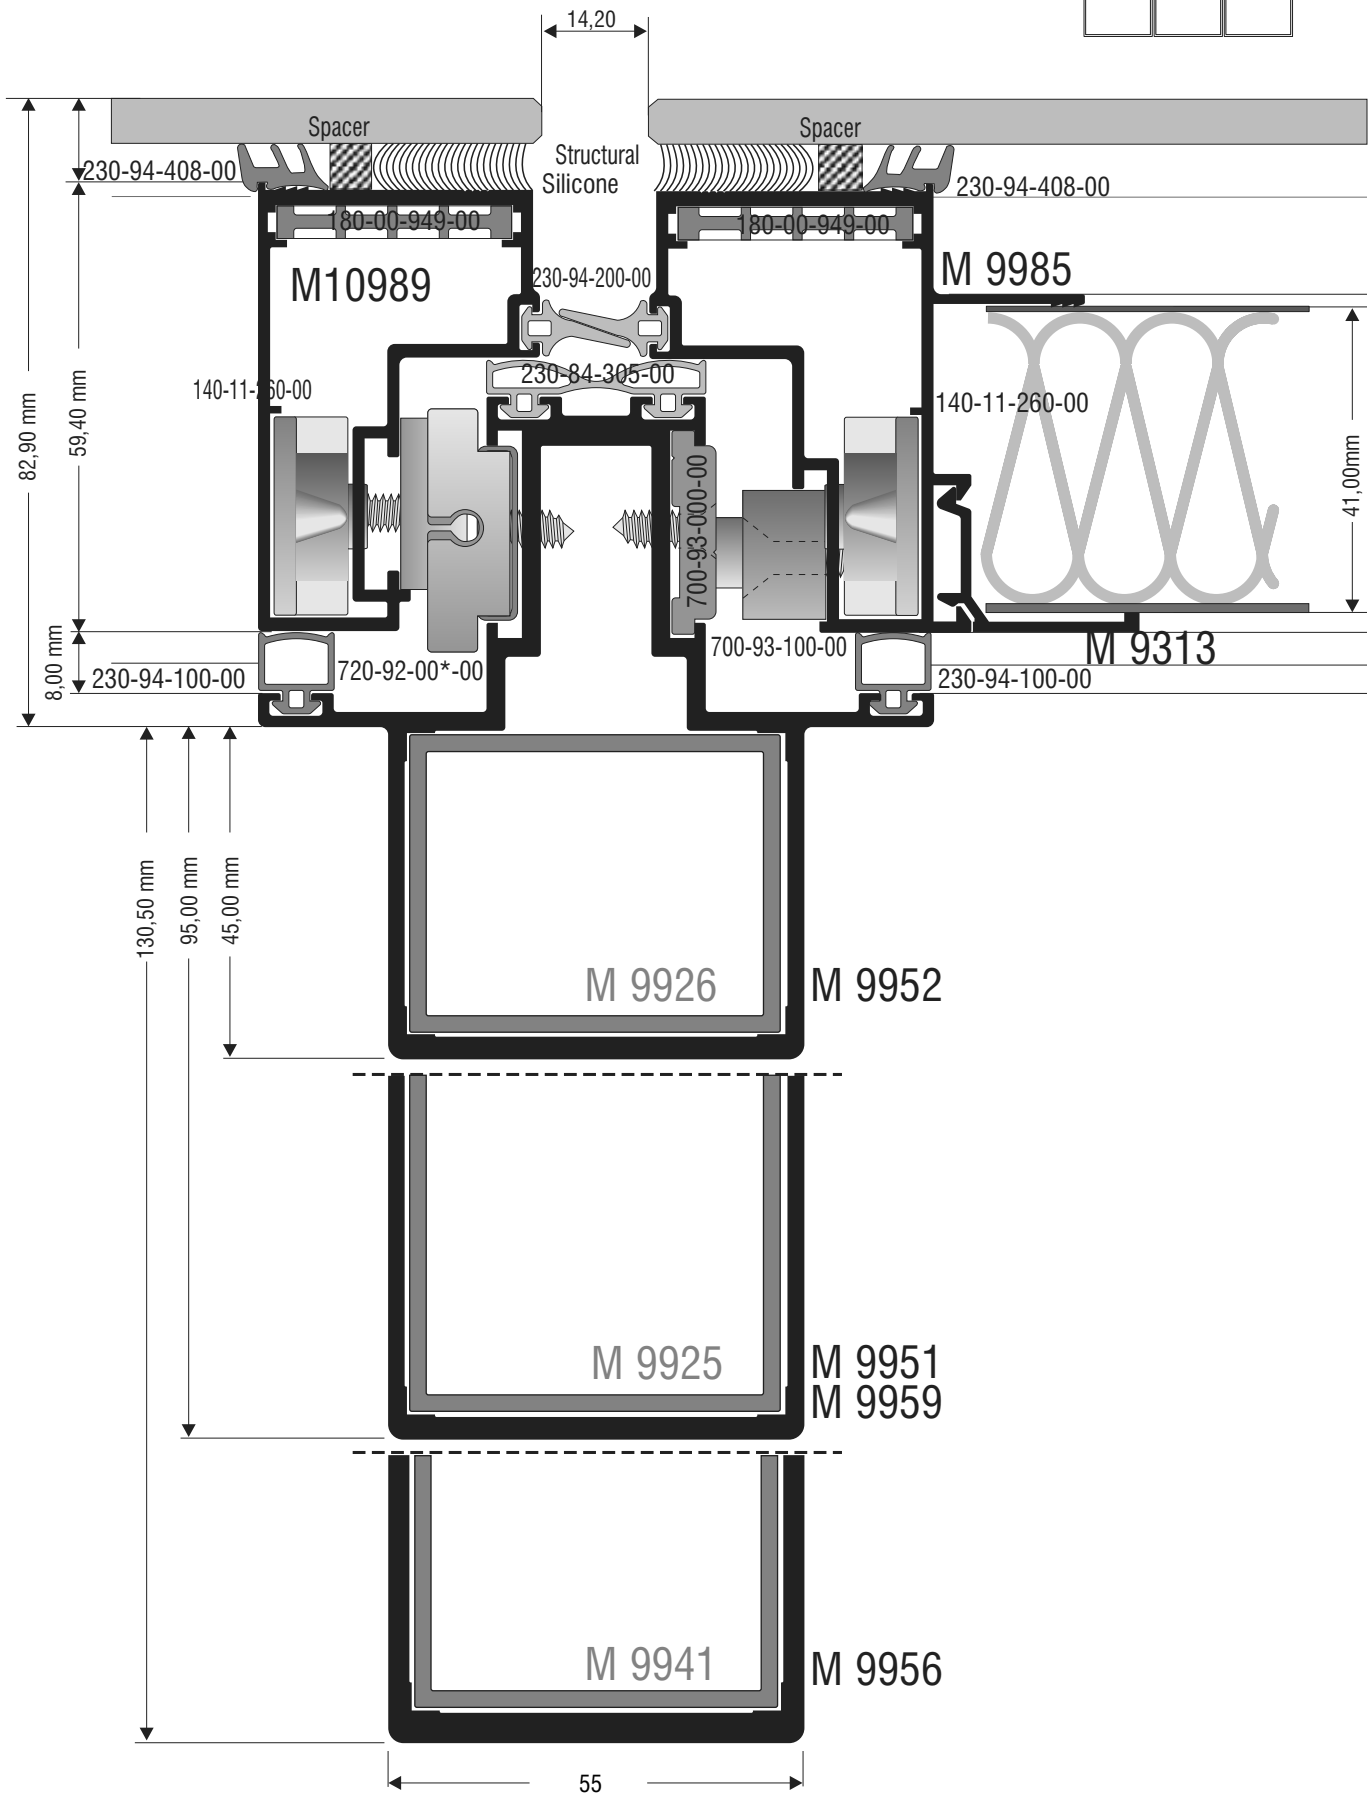 14,20
Spacer
Spacer
Structural
Silicone
230-94-408-00
230-94-408-00
180-00-949-00
180-00-949-00
M10989
230-94-200-00
M 9985
230-84-305-00
140-11-260-00
140-11-260-00
82,90 mm
59,40 mm
41,00mm
700-93-000-00
8,00 mm
230-94-100-00
720-92-00*-00
700-93-100-00
M 9313
230-94-100-00
130,50 mm
95,00 mm
45,00 mm
M 9926
M 9952
M 9925
M 9951
M 9959
M 9941
M 9956
55